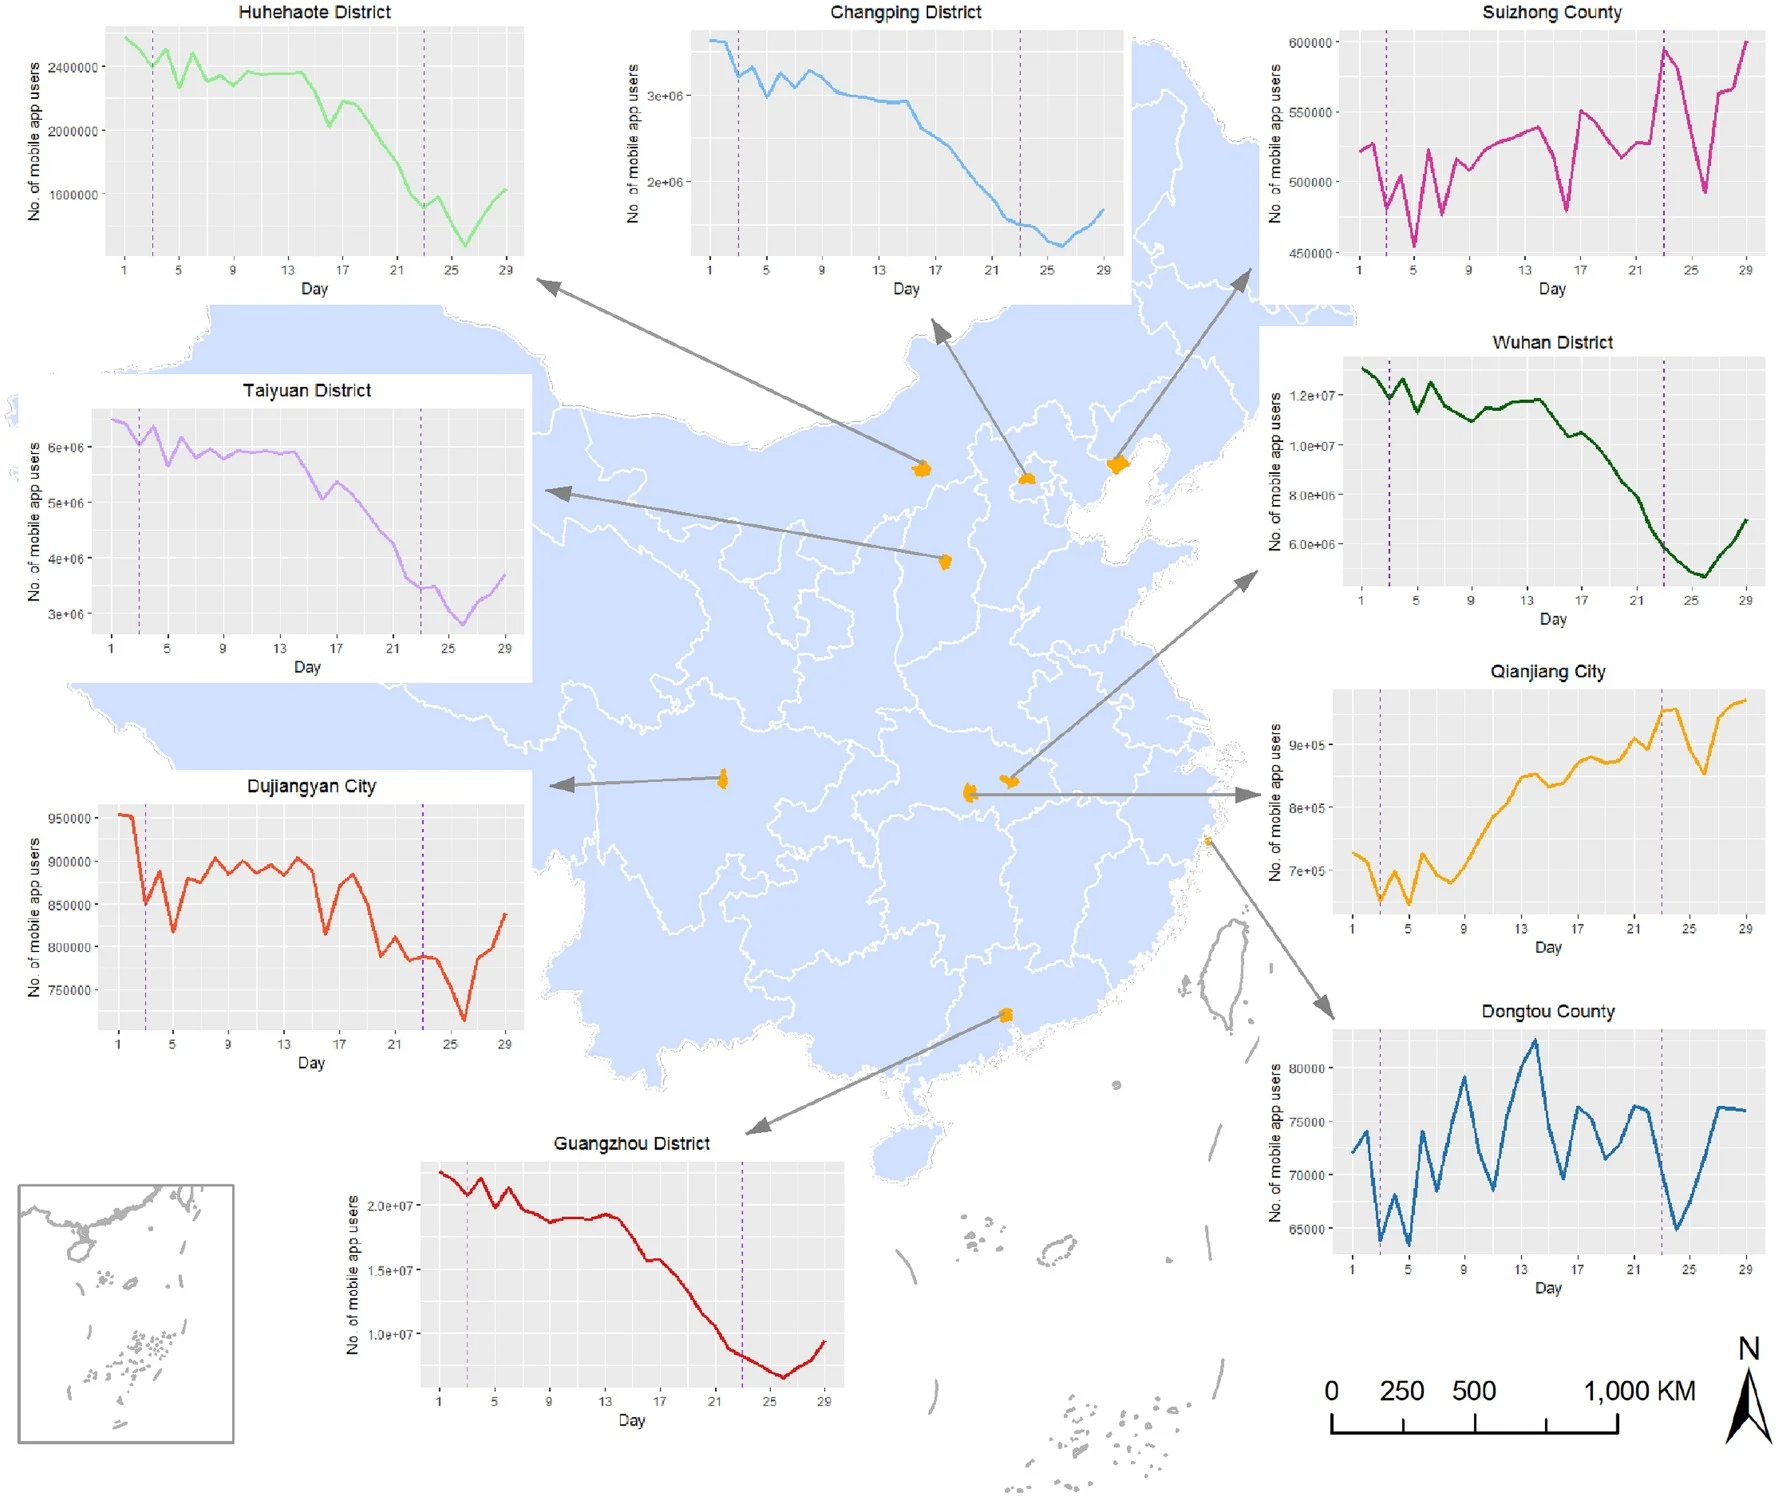 Huhehaote District
No. of mobile app users
2400000
2000000
1600000
1 5 9 13 17 21 25 29
Day
Changping District
No. of mobile app users
3e+06
2e+06
1 5 9 13 17 21 25 29
Day
Suizhong County
No. of mobile app users
600000
550000
500000
450000
1 5 9 13 17 21 25 29
Day
Taiyuan District
No. of mobile app users
6e+06
5e+06
4e+06
3e+06
1 5 9 13 17 21 25 29
Day
Wuhan District
No. of mobile app users
1.2e+07
1.0e+07
8.0e+06
6.0e+06
1 5 9 13 17 21 25 29
Day
Dujiangyan City
No. of mobile app users
950000
900000
850000
800000
750000
1 5 9 13 17 21 25 29
Day
Qianjiang City
No. of mobile app users
9e+05
8e+05
7e+05
1 5 9 13 17 21 25 29
Day
Guangzhou District
No. of mobile app users
2.0e+07
1.5e+07
1.0e+07
1 5 9 13 17 21 25 29
Day
Dongtou County
No. of mobile app users
80000
75000
70000
65000
1 5 9 13 17 21 25 29
Day
0 250 500 1,000 KM
N